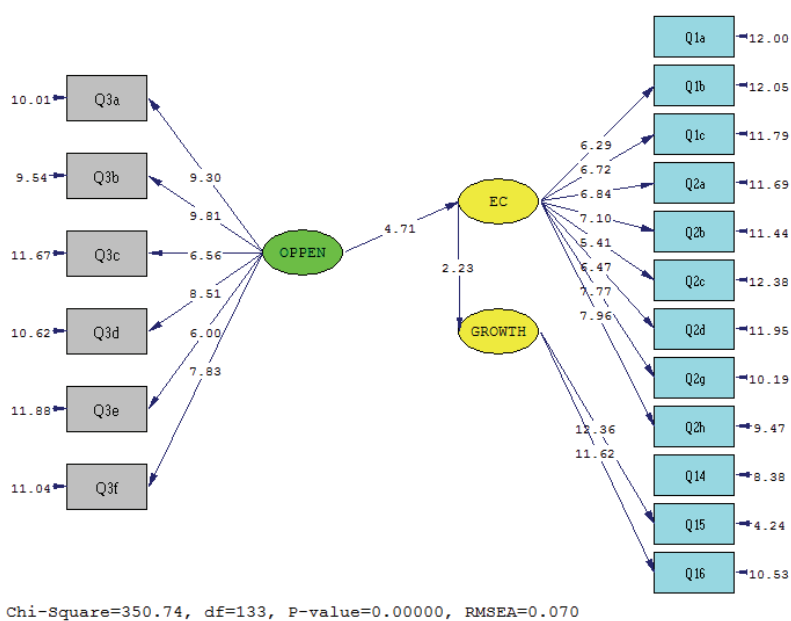 Q1a 12.00
Q1b 12.05
10.01 Q3a
Q1c 11.79
6.29
6.72
9.54 Q3b 9.30
6.84 Q2a 11.69
EC
9.81 7.10
4.71 Q2b 11.44
5.41
11.67 Q3c 6.56 OPPEN
2.23 6.47
Q2c 12.38
8.51 7.77
7.96
10.62 Q3d 6.00 GROWTH Q2d 11.95
7.83
Q2g 10.19
11.88 Q3e
12.36 Q2h 9.47
11.62
Q14 8.38
11.04 Q3f
Q15 4.24
Q16 10.53
Chi-Square=350.74, df=133, P-value=0.00000, RMSEA=0.070